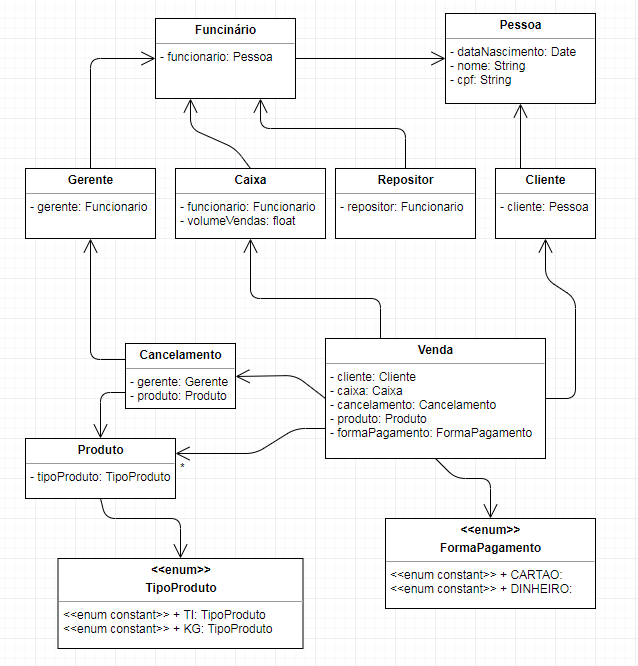 Funcinário
- funcionario: Pessoa
Pessoa
- dataNascimento: Date
- nome: String
- cpf: String
Gerente
- gerente: Funcionario
Caixa
- funcionario: Funcionario
- volumeVendas: float
Repositor
- repositor: Funcionario
Cliente
- cliente: Pessoa
Cancelamento
- gerente: Gerente
- produto: Produto
Venda
- cliente: Cliente
- caixa: Caixa
- cancelamento: Cancelamento
- produto: Produto
- formaPagamento: FormaPagamento
Produto
- tipoProduto: TipoProduto
*
<<enum>>
FormaPagamento
<<enum constant>> + CARTAO:
<<enum constant>> + DINHEIRO:
<<enum>>
TipoProduto
<<enum constant>> + TI: TipoProduto
<<enum constant>> + KG: TipoProduto